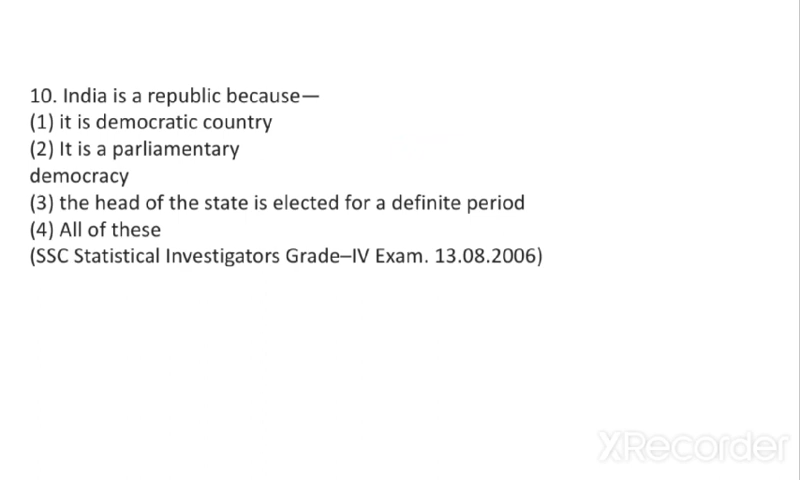 10. India is a republic because—
(1) it is democratic country
(2) It is a parliamentary
democracy
(3) the head of the state is elected for a definite period
(4) All of these
(SSC Statistical Investigators Grade–IV Exam. 13.08.2006)
XRecorder